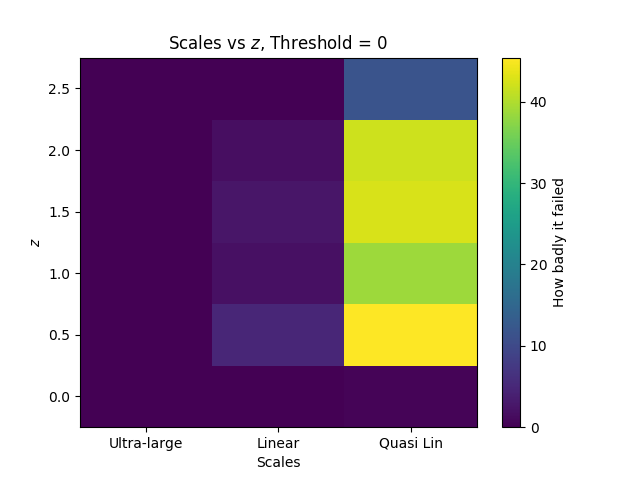 Scales vs z, Threshold = 0
z
2.5
2.0
1.5
1.0
0.5
0.0
Ultra-large
Linear
Quasi Lin
Scales
40
30
20
10
0
How badly it failed